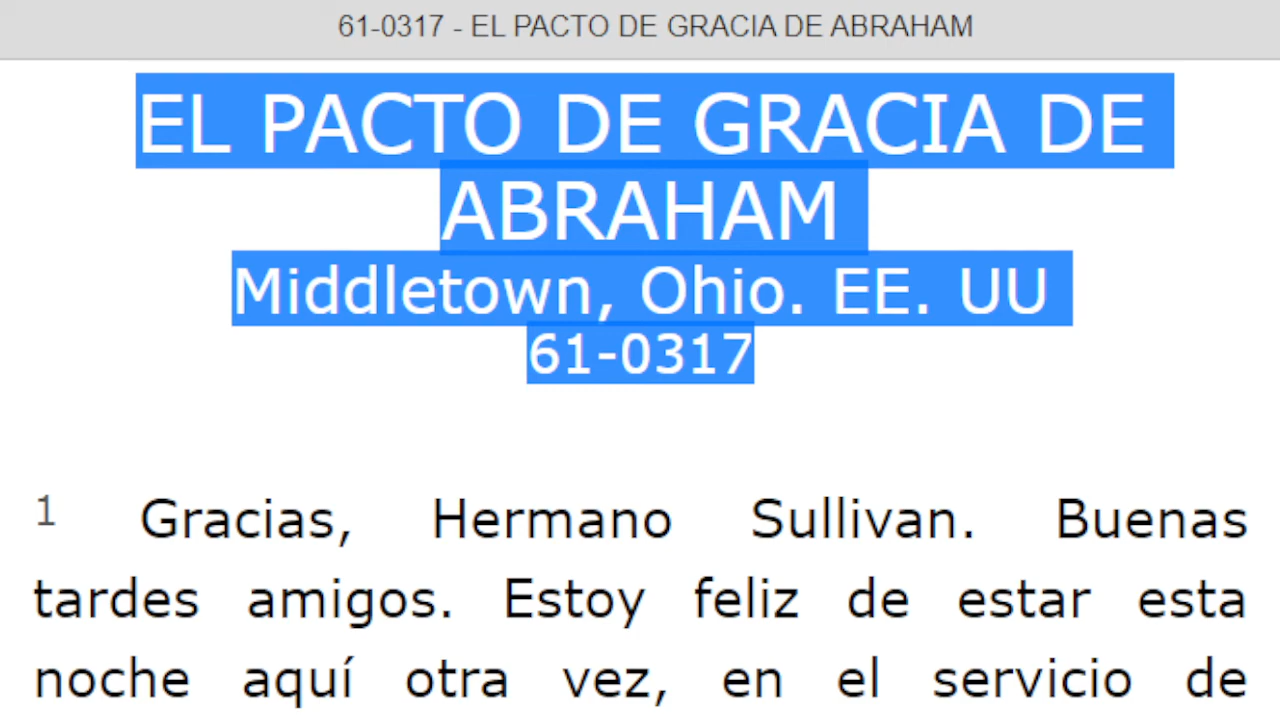 61-0317 - EL PACTO DE GRACIA DE ABRAHAM
EL PACTO DE GRACIA DE
ABRAHAM
Middletown, Ohio. EE. UU
61-0317
1 Gracias, Hermano Sullivan. Buenas
tardes amigos. Estoy feliz de estar esta
noche aquí otra vez, en el servicio de